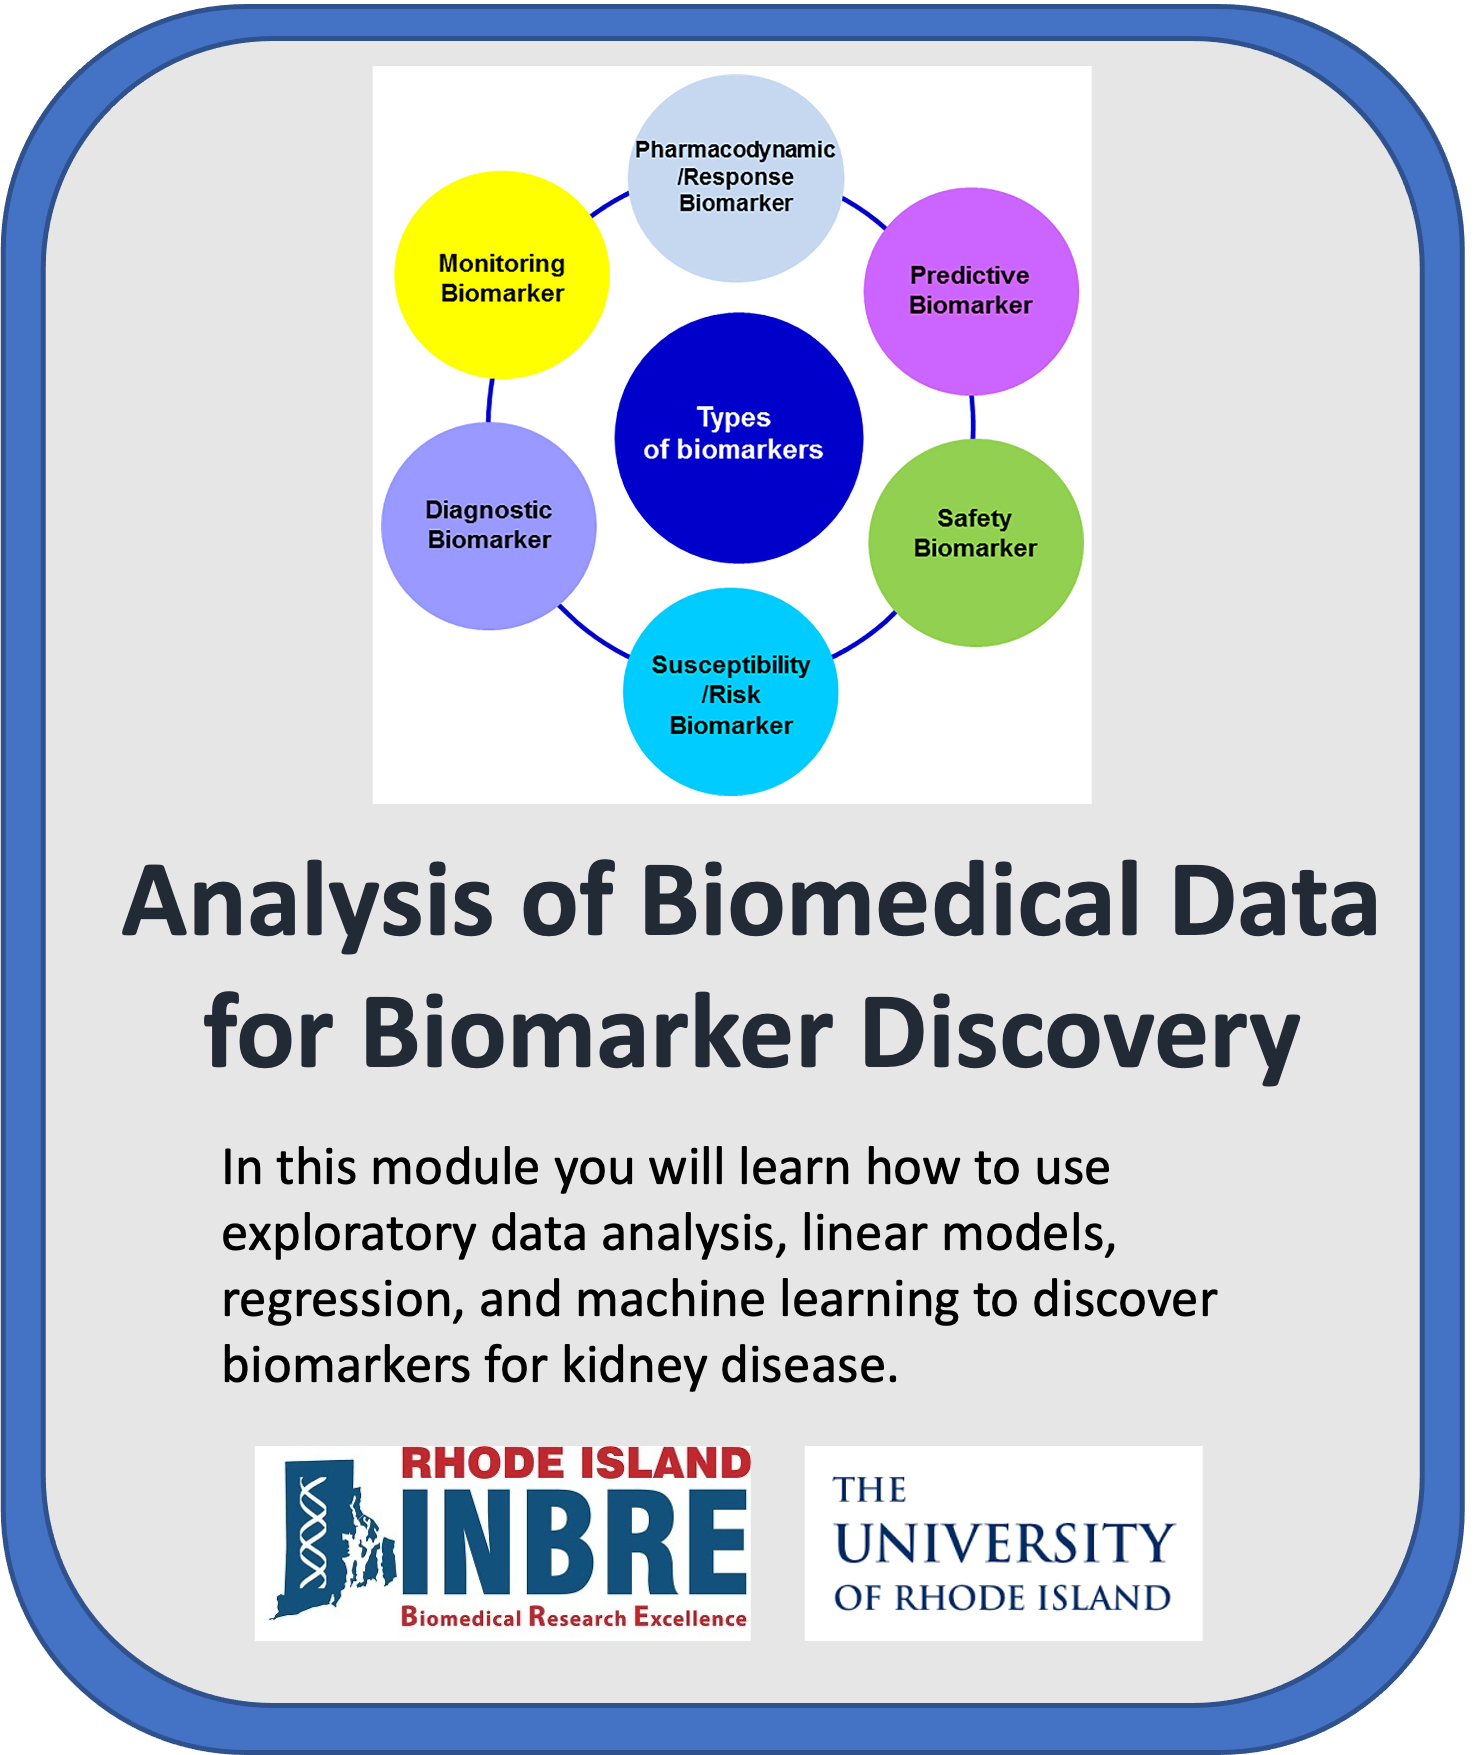 Pharmacodynamic
/Response
Biomarker
Monitoring
Biomarker
Predictive
Biomarker
Types
of biomarkers
Diagnostic
Biomarker
Safety
Biomarker
Susceptibility
/Risk
Biomarker
Analysis of Biomedical Data
for Biomarker Discovery
In this module you will learn how to use
exploratory data analysis, linear models,
regression, and machine learning to discover
biomarkers for kidney disease.
RHODE ISLAND
INBRE
Biomedical Research Excellence
THE
UNIVERSITY
OF RHODE ISLAND